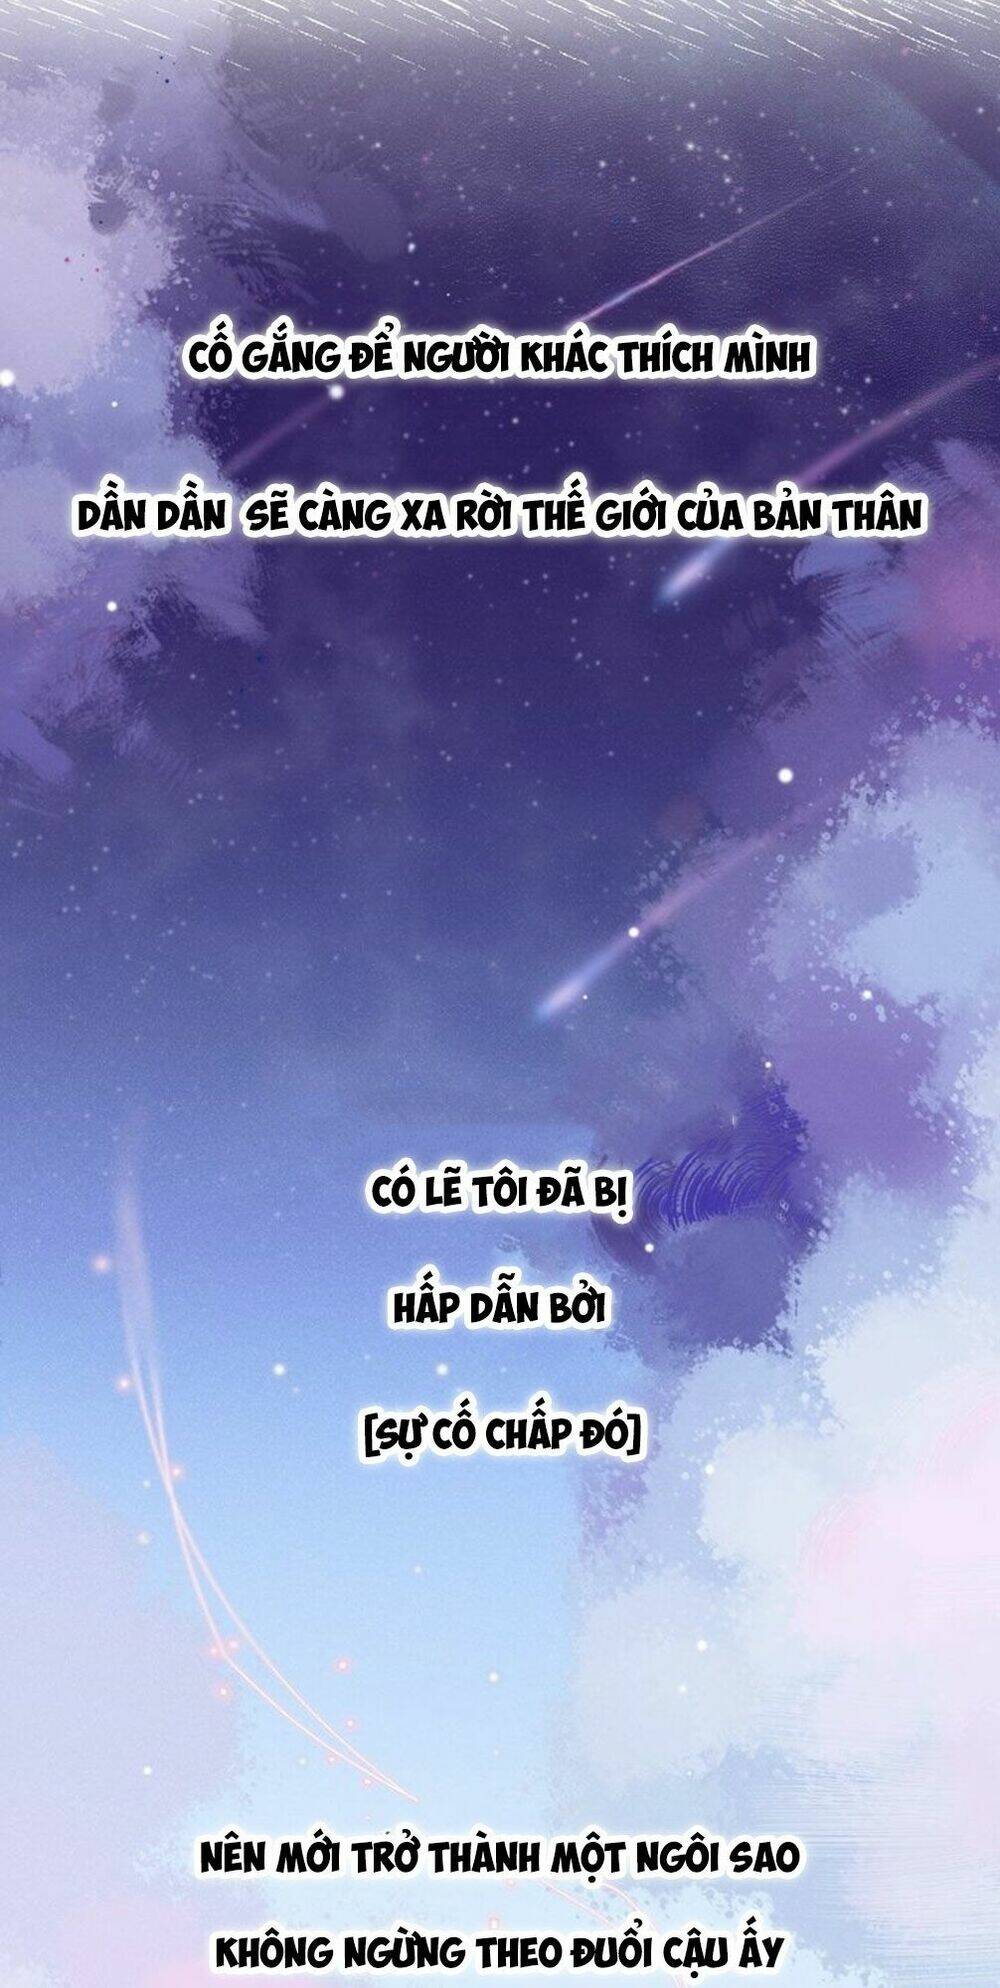 CỐ GẮNG ĐỂ NGƯỜI KHÁC THÍCH MÌNH
DẦN DẦN SẼ CÀNG XA RỜI THẾ GIỚI CỦA BẢN THÂN
CÓ LẼ TÔI ĐÃ BỊ
HẤP DẪN BỞI
[SỰ CỐ CHẤP ĐÓ]
NÊN MỚI TRỞ THÀNH MỘT NGÔI SAO
KHÔNG NGỪNG THEO ĐUỔI CẬU ẤY